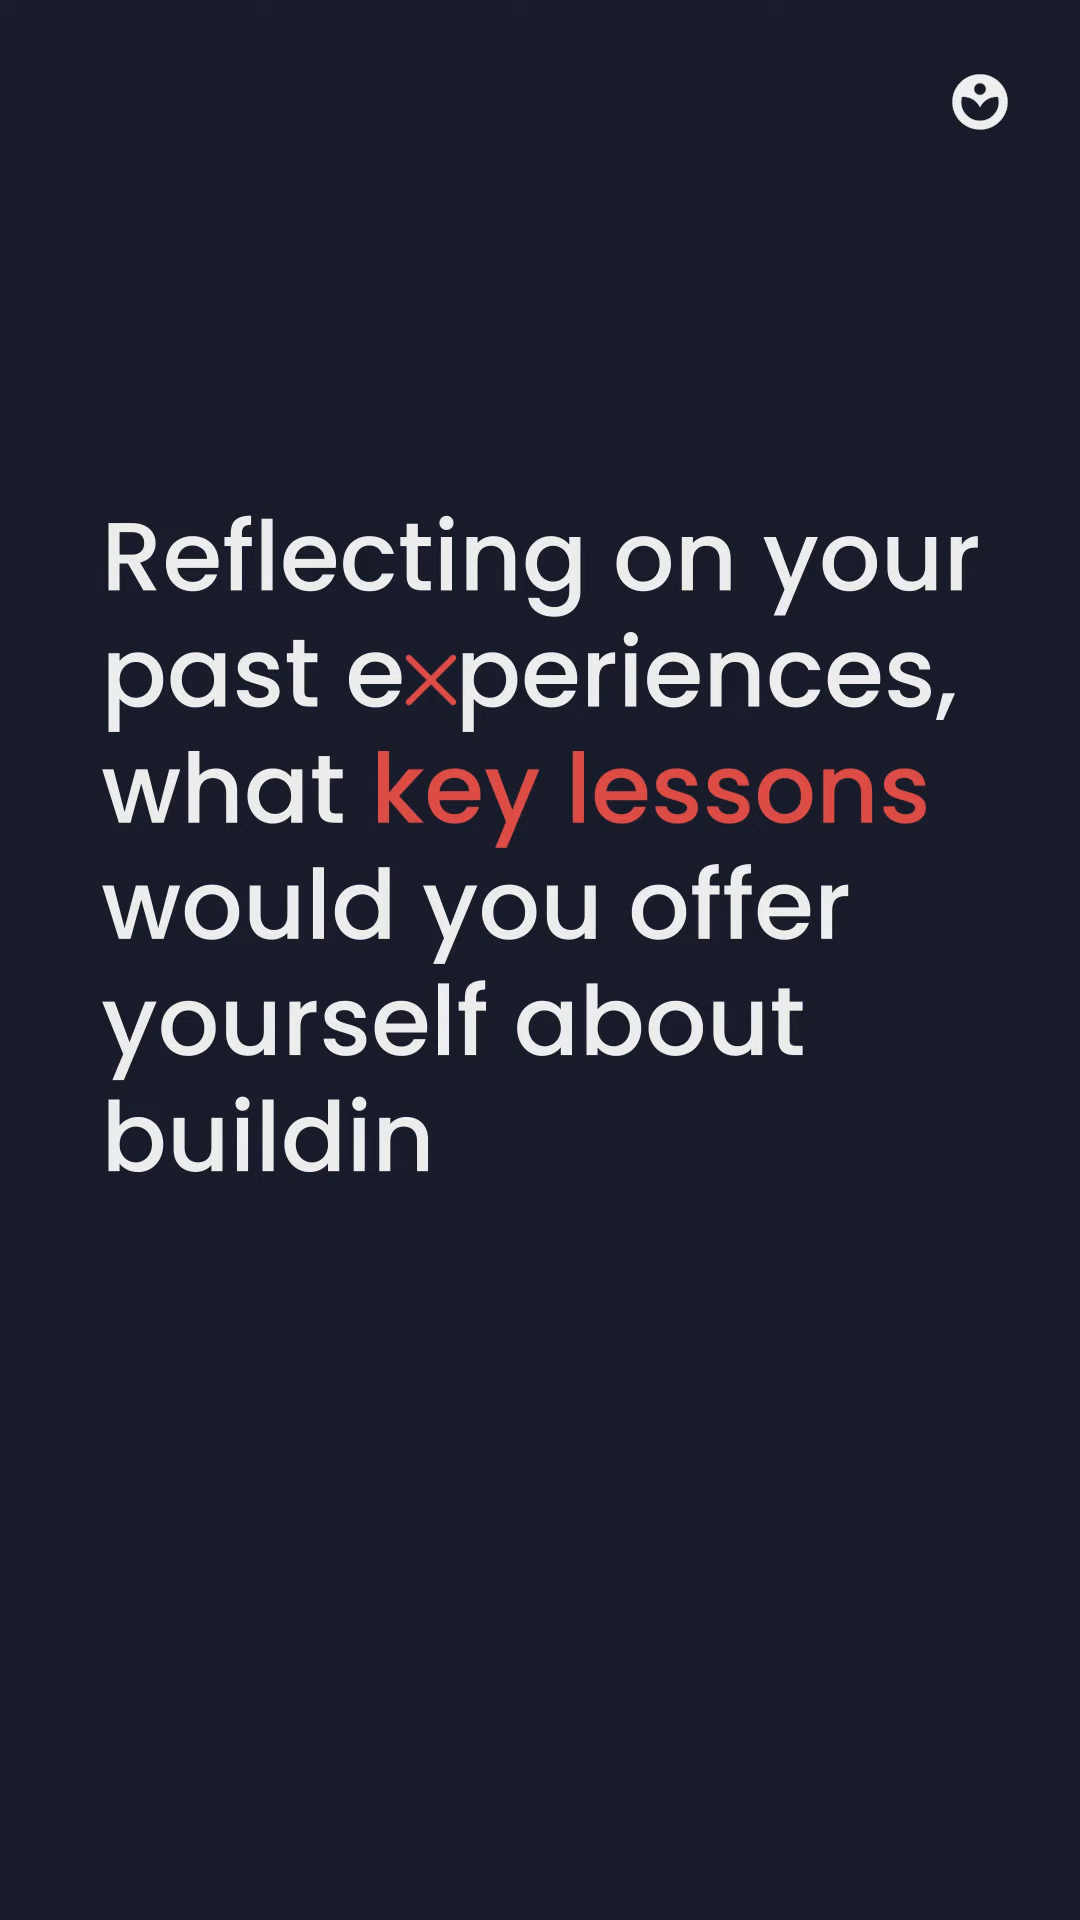 Reflecting on your
past experiences,
what key lessons
would you offer
yourself about
buildin